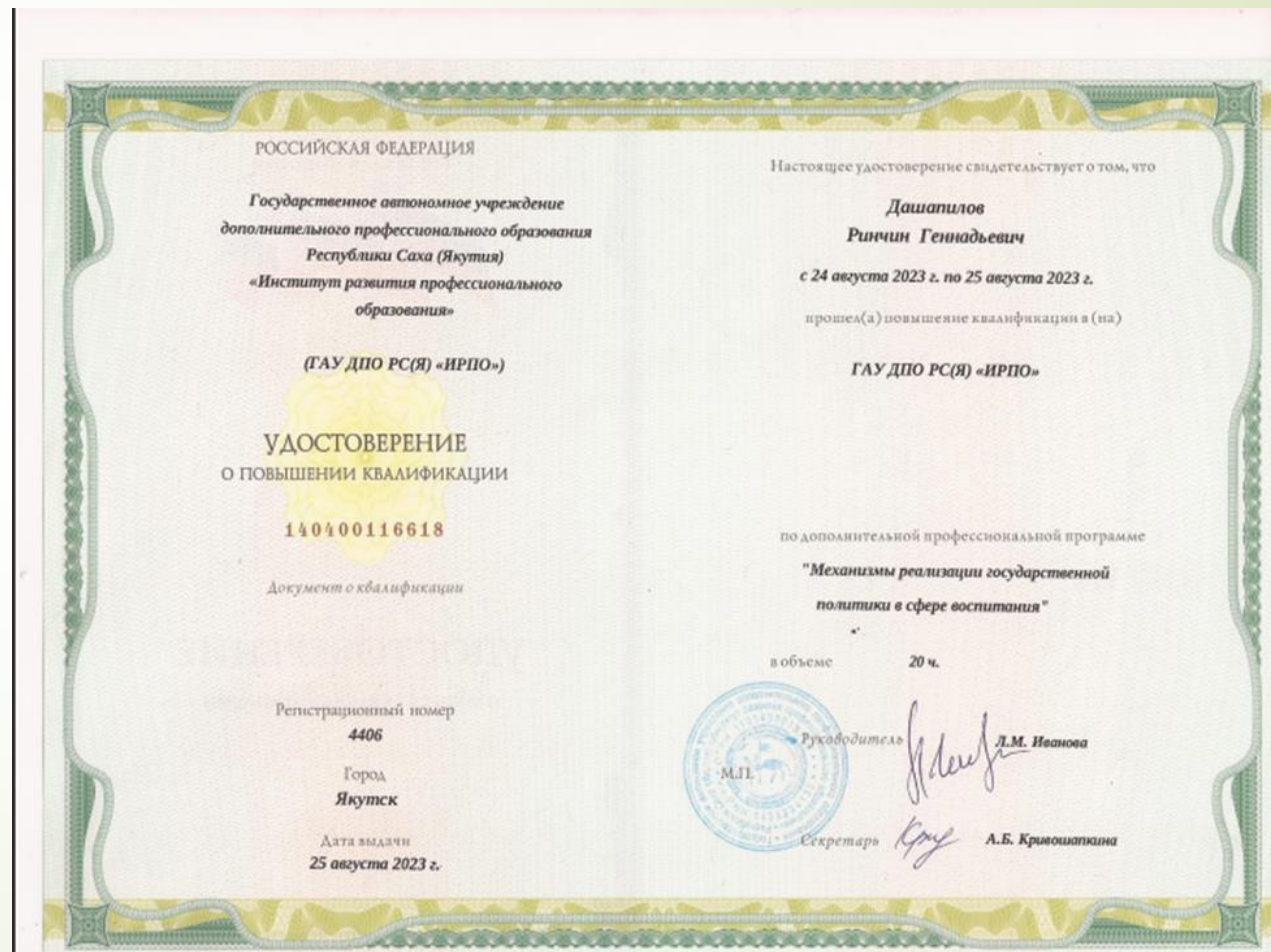 РОССИЙСКАЯ ФЕДЕРАЦИЯ
Государственное автономное учреждение
дополнительного профессионального образования
Республики Саха (Якутия)
«Институт развития профессионального
образования»
(ГАУ ДПО РС(Я) «ИРПО»)
УДОСТОВЕРЕНИЕ
О ПОВЫШЕНИИ КВАЛИФИКАЦИИ
140400116618
Документ о квалификации
Регистрационный номер
4406
Город
Якутск
Дата выдачи
25 августа 2023 г.
Настоящее удостоверение свидетельствует о том, что
Дашапилов
Ринчин Геннадьевич
с 24 августа 2023 г. по 25 августа 2023 г.
прошел(а) повышение квалификации в (на)
ГАУ ДПО РС(Я) «ИРПО»
по дополнительной профессиональной программе
"Механизмы реализации государственной
политики в сфере воспитания"
в объеме 20 ч.
Руководитель Л.М. Иванова
М.П.
Секретарь А.Б. Кривошапкина